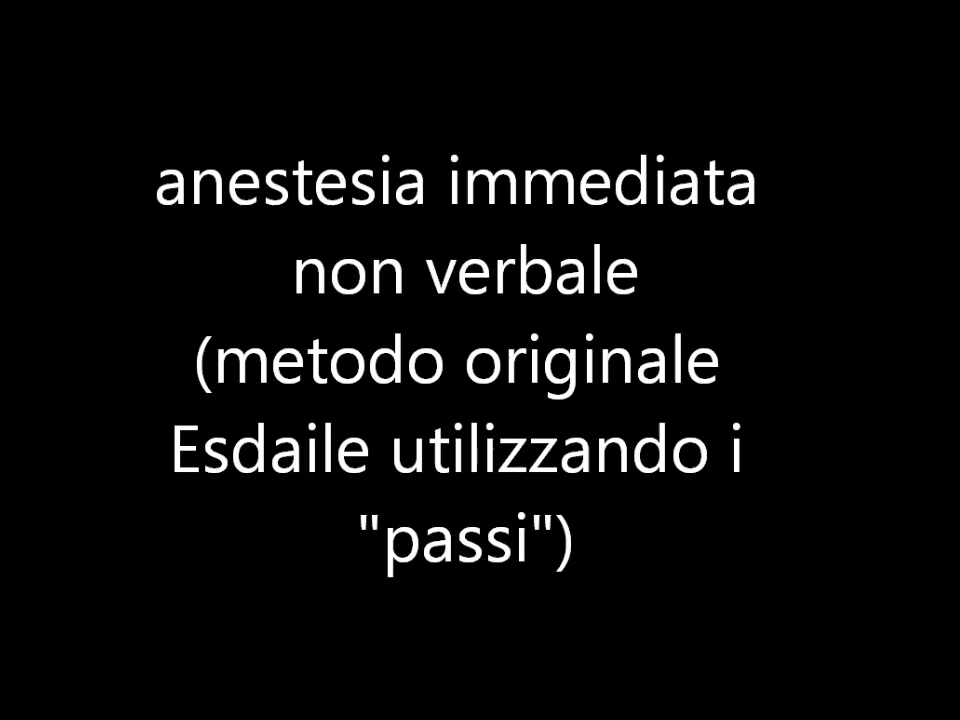 anestesia immediata
non verbale
(metodo originale
Esdaile utilizzando i
"passi")